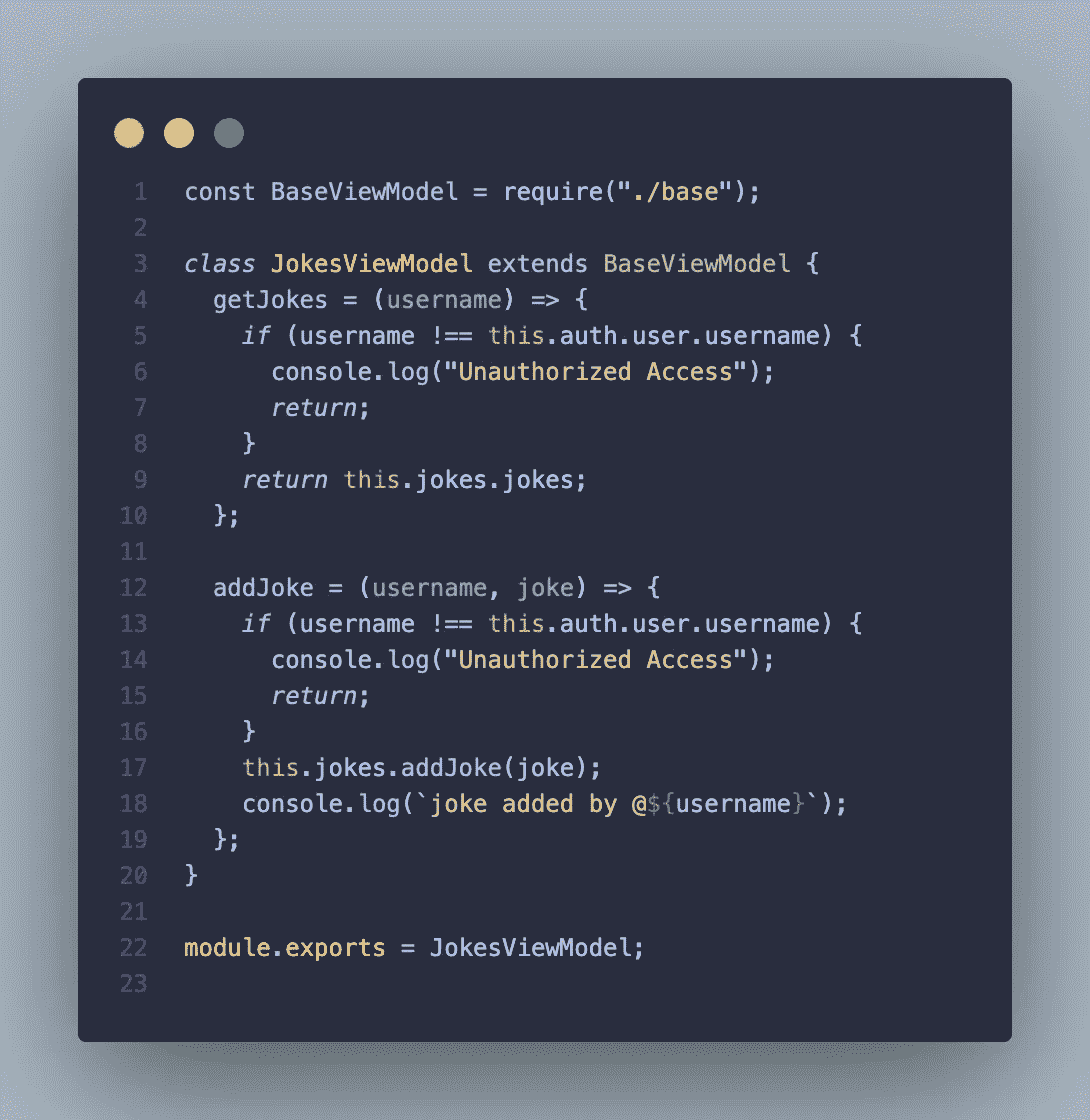 1 const BaseViewModel = require("./base");
2
3 class JokesViewModel extends BaseViewModel {
4   getJokes = (username) => {
5     if (username !== this.auth.user.username) {
6       console.log("Unauthorized Access");
7       return;
8     }
9     return this.jokes.jokes;
10   };
11
12   addJoke = (username, joke) => {
13     if (username !== this.auth.user.username) {
14       console.log("Unauthorized Access");
15       return;
16     }
17     this.jokes.addJoke(joke);
18     console.log(`joke added by @${username}`);
19   };
20 }
21
22 module.exports = JokesViewModel;
23